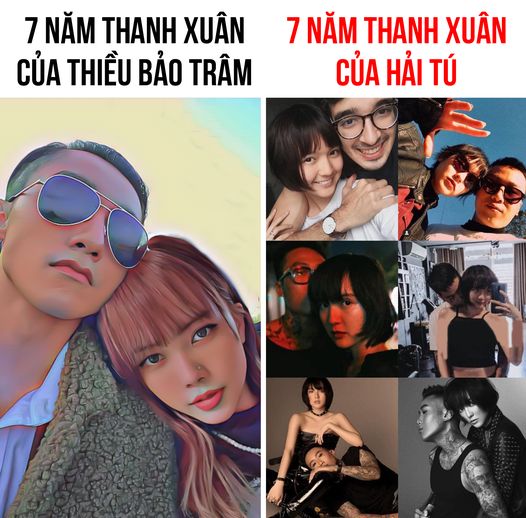 7 NĂM THANH XUÂN
CỦA THIỀU BẢO TRÂM
7 NĂM THANH XUÂN
CỦA HẢI TÚ